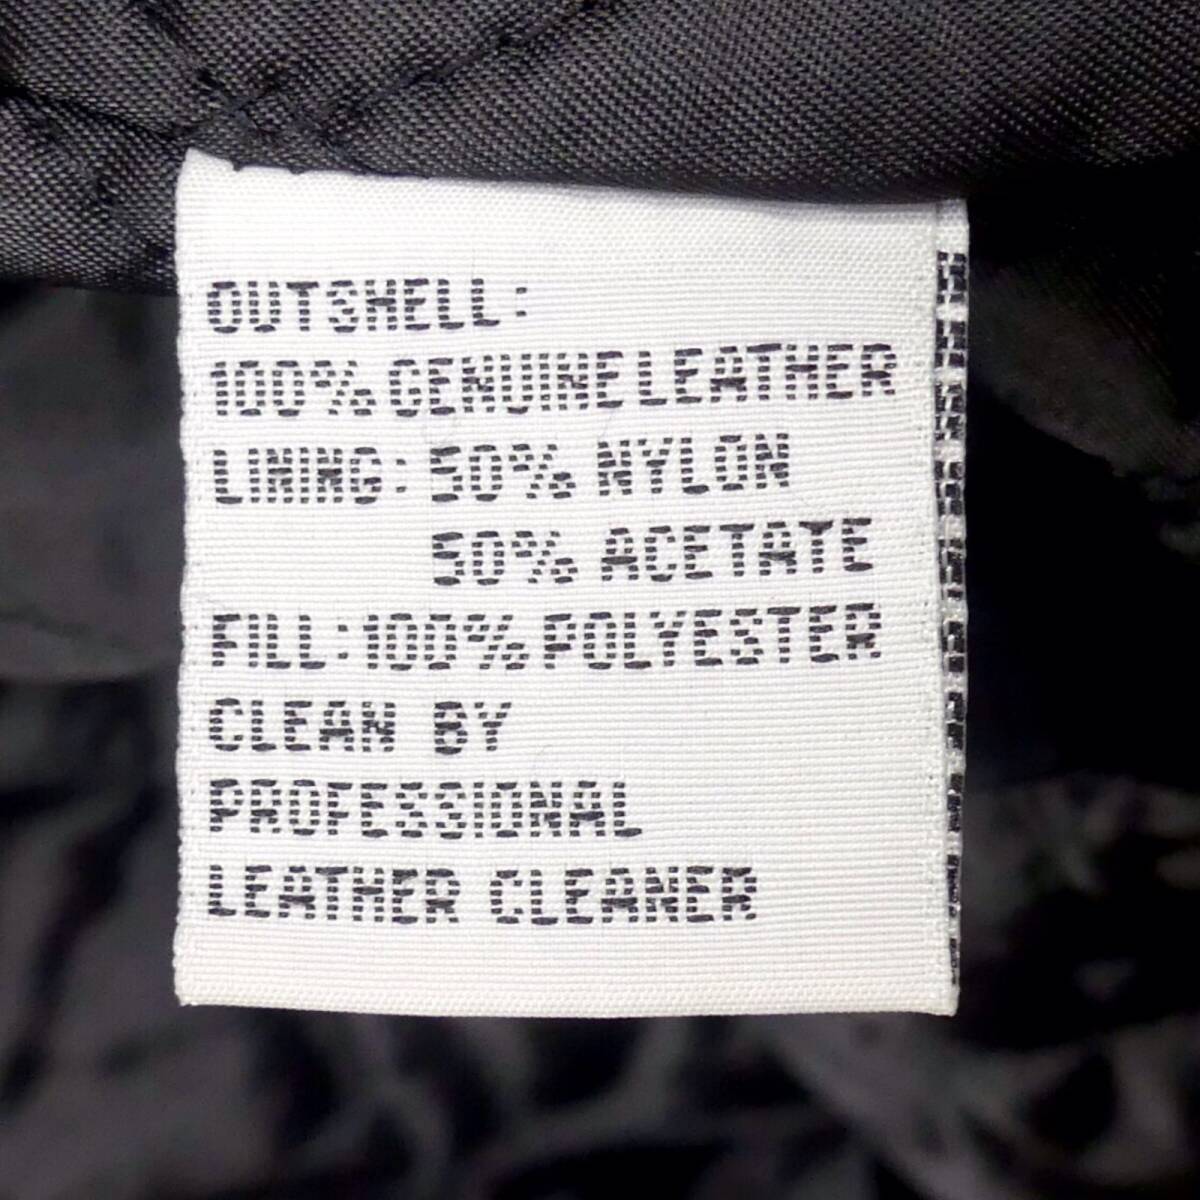 OUTSHELL:
100% GENUINE LEATHER
LINING: 50% NYLON
50% ACETATE
FILL: 100% POLYESTER
CLEAN BY
PROFESSIONAL
LEATHER CLEANER